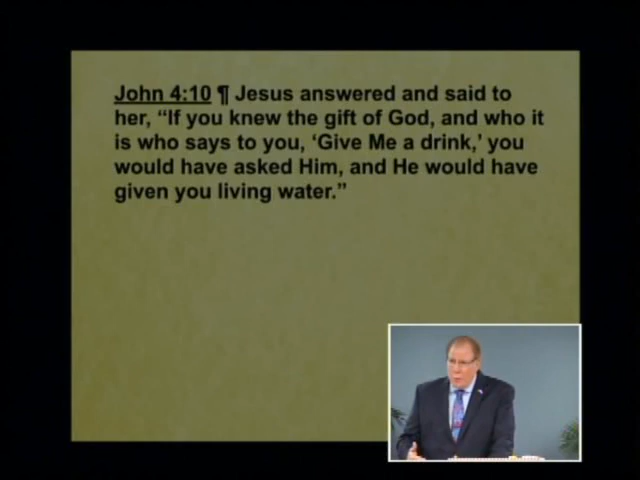 John 4:10 ¶ Jesus answered and said to
her, “If you knew the gift of God, and who it
is who says to you, ‘Give Me a drink,’ you
would have asked Him, and He would have
given you living water.”